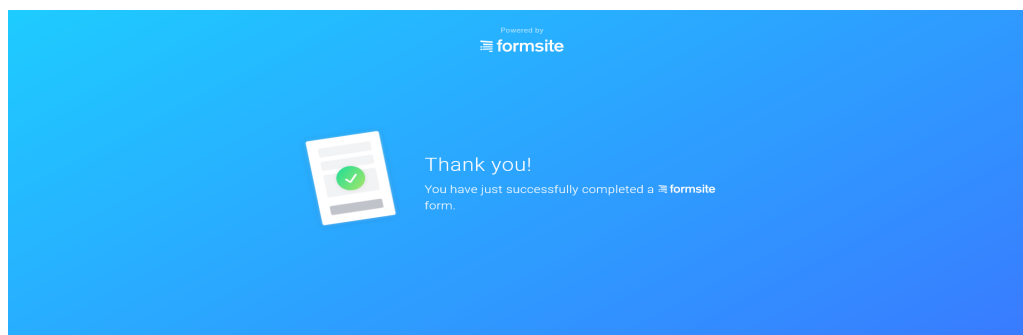 Powered by
formsite
Thank you!
You have just successfully completed a formsite
form.